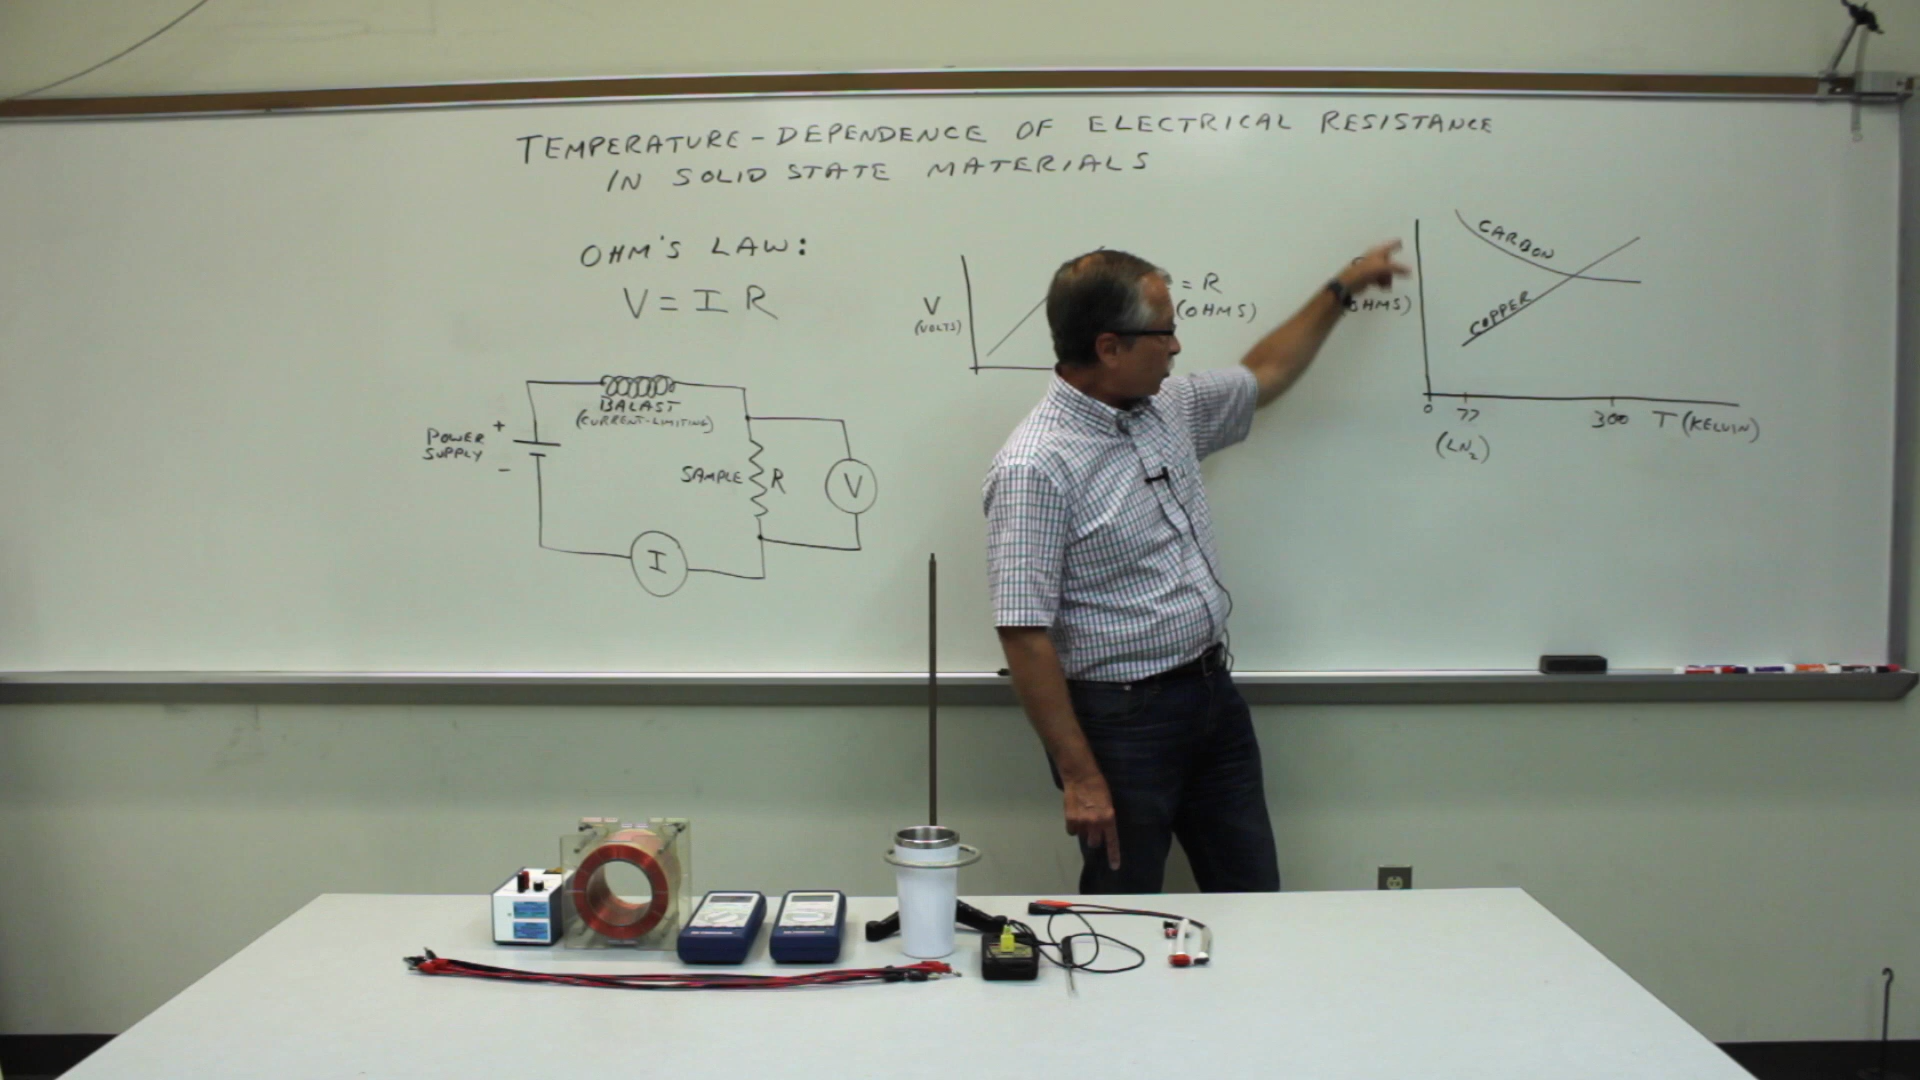 TEMPERATURE-DEPENDENCE OF ELECTRICAL RESISTANCE
IN SOLID STATE MATERIALS
OHM'S LAW:
V = I R
POWER
SUPPLY
+
-
BALAST
(CURRENT-LIMITING)
SAMPLE
R
V
I
V
(VOLTS)
= R
(OHMS)
(OHMS)
CARBON
COPPER
0
77
300
T (KELVIN)
(LN2)